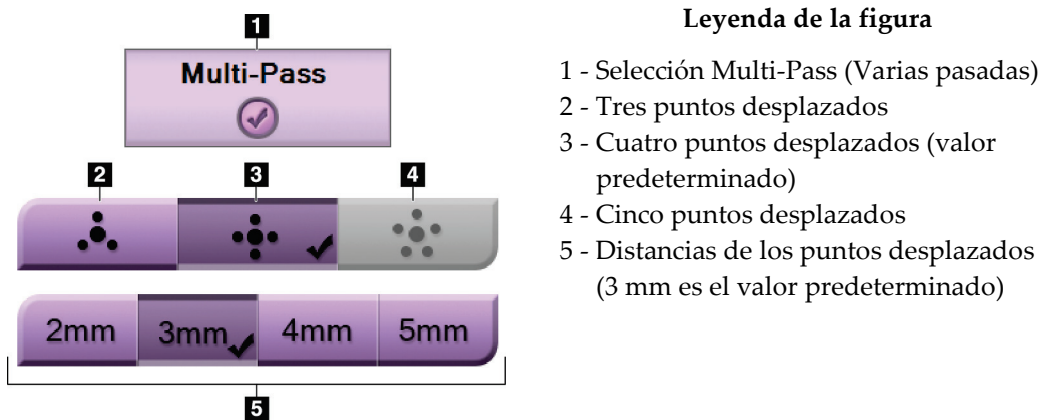 1
Multi-Pass
2
3
4
2mm
3mm
4mm
5mm
5
Leyenda de la figura
1 - Selección Multi-Pass (Varias pasadas)
2 - Tres puntos desplazados
3 - Cuatro puntos desplazados (valor
predeterminado)
4 - Cinco puntos desplazados
5 - Distancias de los puntos desplazados
(3 mm es el valor predeterminado)